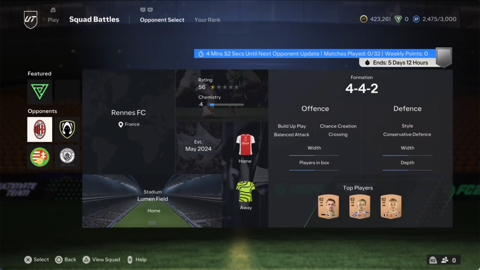 UT
Play
Squad Battles
Opponent Select
Your Rank
423,261
0
2,475/3,000
4 Mins 52 Secs Until Next Opponent Update | Matches Played: 0/32 | Weekly Points: 0
Ends: 5 Days 12 Hours
Featured
Opponents
Rennes FC
France
Rating
56
Chemistry
4
Est.
May 2024
Stadium
Lumen Field
Home
Home
Away
Formation
4-4-2
Offence
Defence
Build Up Play
Balanced Attack
Chance Creation
Crossing
Style
Conservative Defence
Width
Width
Players in box
Depth
Top Players
Select
Back
View Squad
Help
0